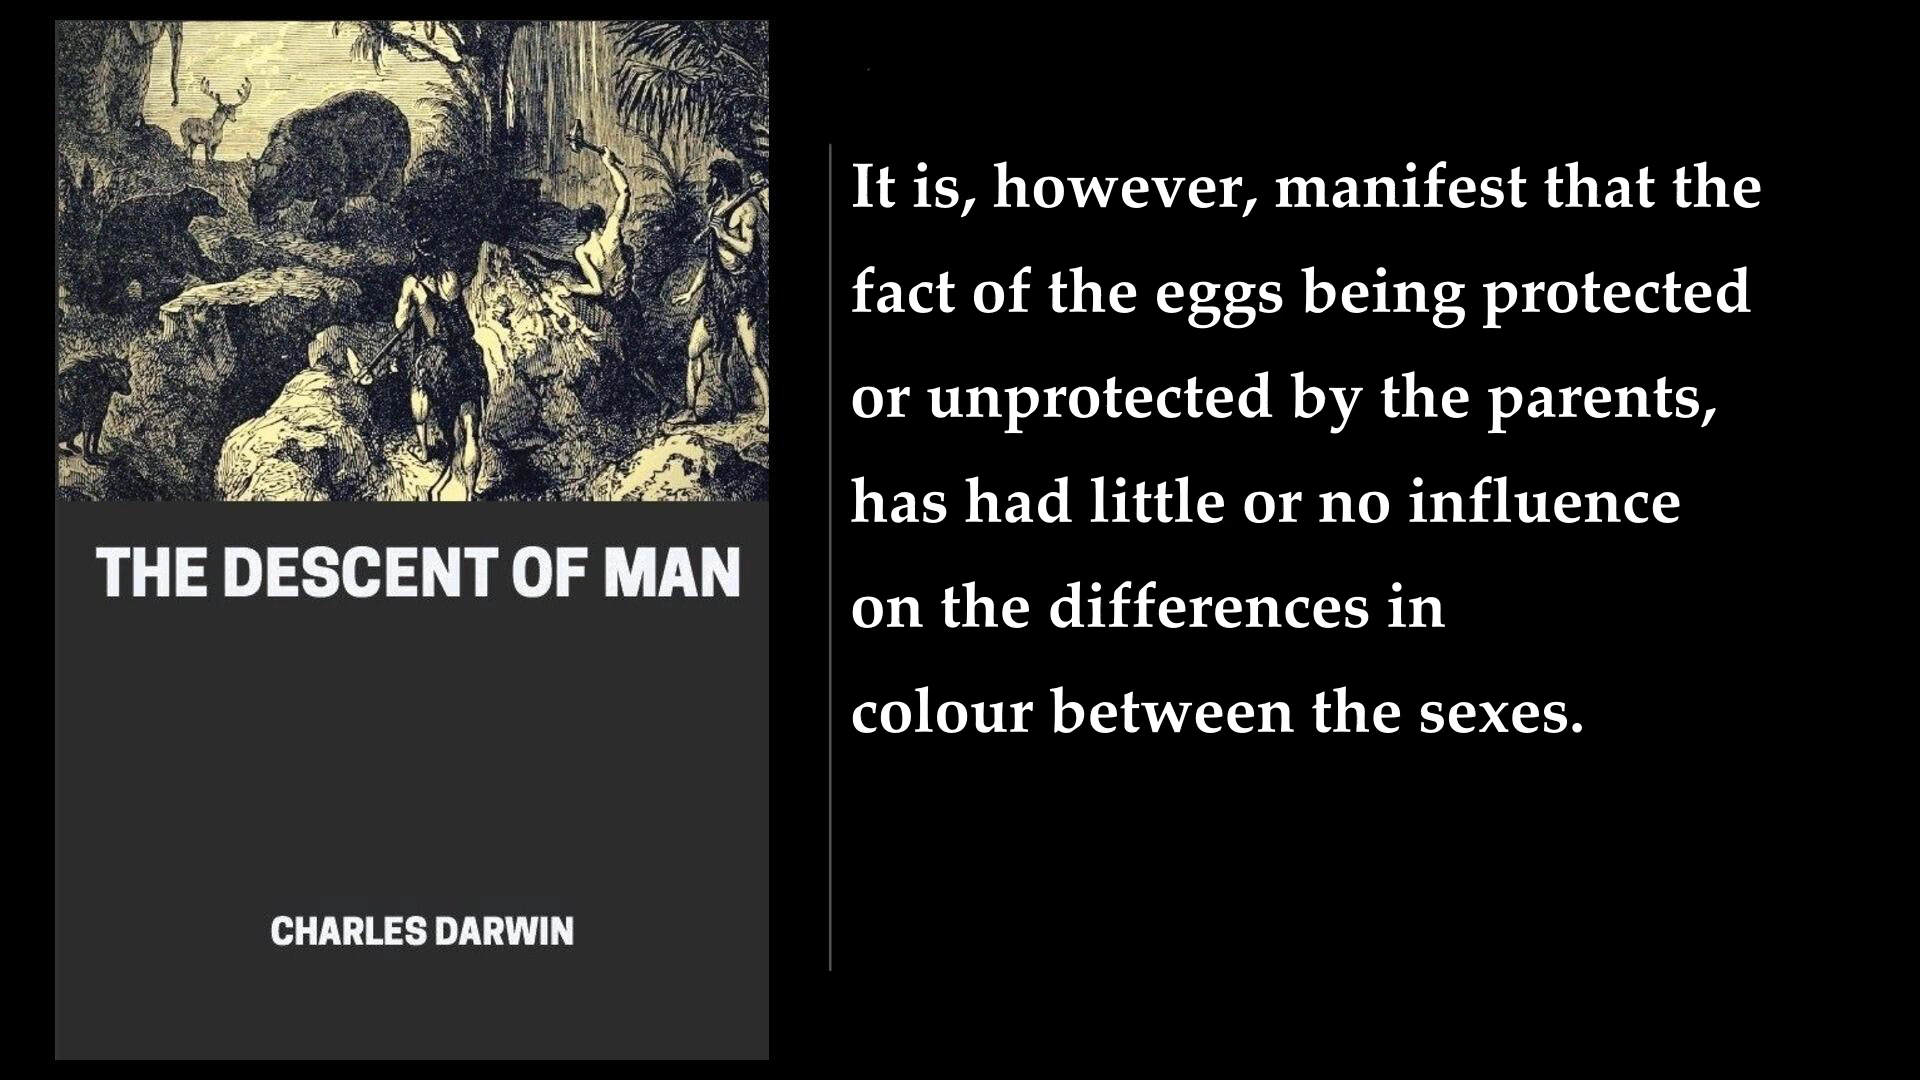 THE DESCENT OF MAN
CHARLES DARWIN
It is, however, manifest that the
fact of the eggs being protected
or unprotected by the parents,
has had little or no influence
on the differences in
colour between the sexes.